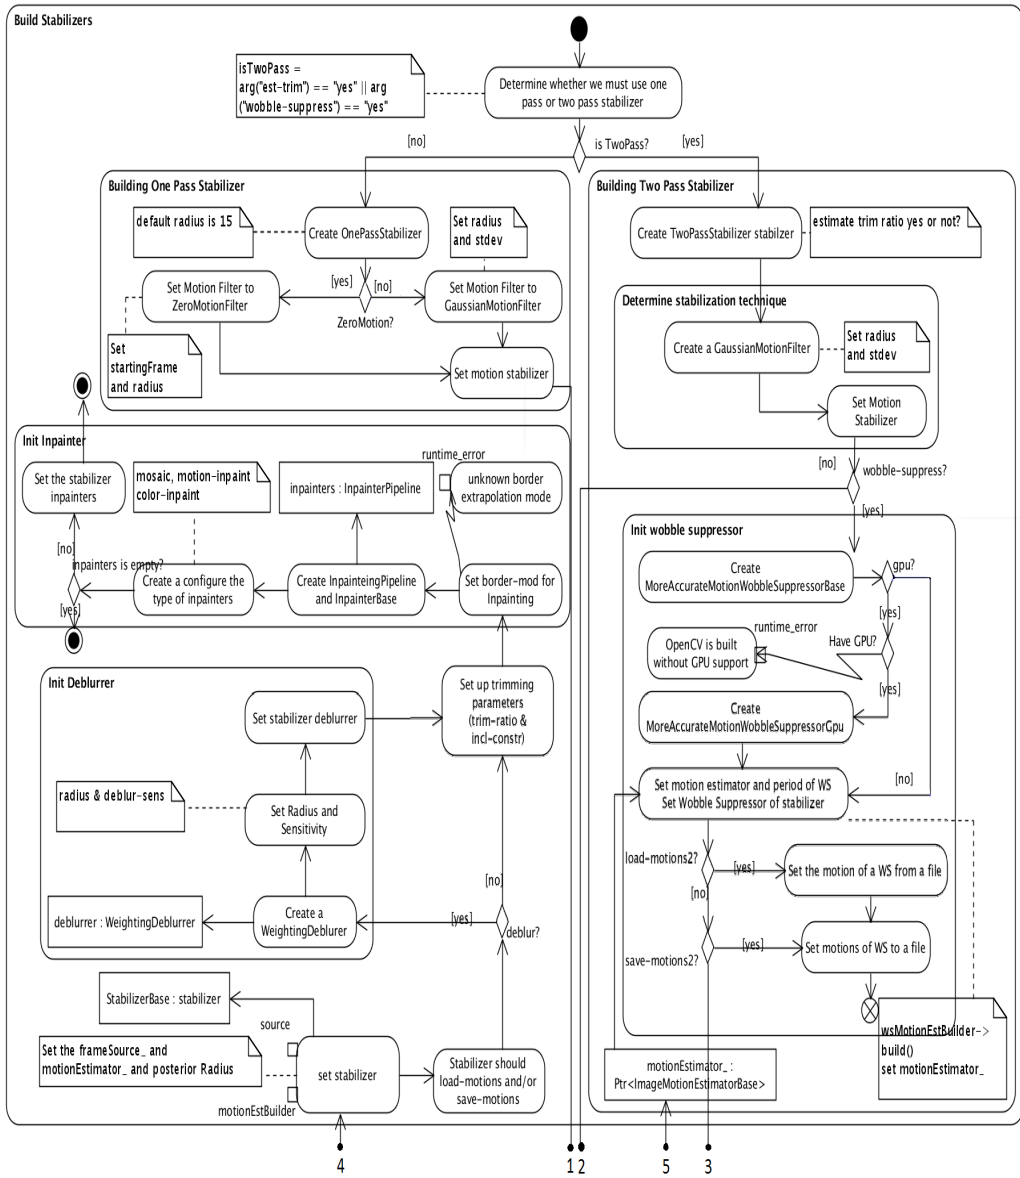 Build Stabilizers
isTwoPass =
arg("est-trim") == "yes" || arg
("wobble-suppress") == "yes"
Determine whether we must use one
pass or two pass stabilizer
[no]
is TwoPass?
[yes]
Building One Pass Stabilizer
default radius is 15
Create OnePassStabilizer
Set radius
and stdev
[yes]
[no]
Set Motion Filter to
ZeroMotionFilter
Set Motion Filter to
GaussianMotionFilter
ZeroMotion?
Set
startingFrame
and radius
Set motion stabilizer
Building Two Pass Stabilizer
Create TwoPassStabilizer stabilzer
estimate trim ratio yes or not?
Determine stabilization technique
Create a GaussianMotionFilter
Set radius
and stdev
Set Motion
Stabilizer
[no]
wobble-suppress?
[yes]
Init Inpainter
runtime_error
Set the stabilizer
inpainters
mosaic, motion-inpaint
color-inpaint
inpainters : InpainterPipeline
unknown border
extrapolation mode
[no]
inpainters is empty?
Create a configure the
type of inpainters
Create InpainteingPipeline
and InpainterBase
Set border-mod for
Inpainting
[yes]
Init wobble suppressor
Create
MoreAccurateMotionWobbleSuppressorBase
gpu?
[yes]
runtime_error
OpenCV is built
without GPU support
Have GPU?
[yes]
Create
MoreAccurateMotionWobbleSuppressorGpu
[no]
Set motion estimator and period of WS
Set Wobble Suppressor of stabilizer
load-motions2?
[yes]
Set the motion of a WS from a file
[no]
save-motions2?
[yes]
Set motions of WS to a file
wsMotionEstBuilder->
build()
set motionEstimator_
motionEstimator_ :
Ptr<ImageMotionEstimatorBase>
Init Deblurrer
Set stabilizer deblurrer
Set up trimming
parameters
(trim-ratio &
incl-constr)
radius & deblur-sens
Set Radius and
Sensitivity
[no]
deblurrer : WeightingDeblurrer
Create a
WeightingDeblurer
[yes]
deblur?
StabilizerBase : stabilizer
source
Set the frameSource_ and
motionEstimator_ and posterior Radius
set stabilizer
Stabilizer should
load-motions and/or
save-motions
motionEstBuilder
4
1
2
5
3